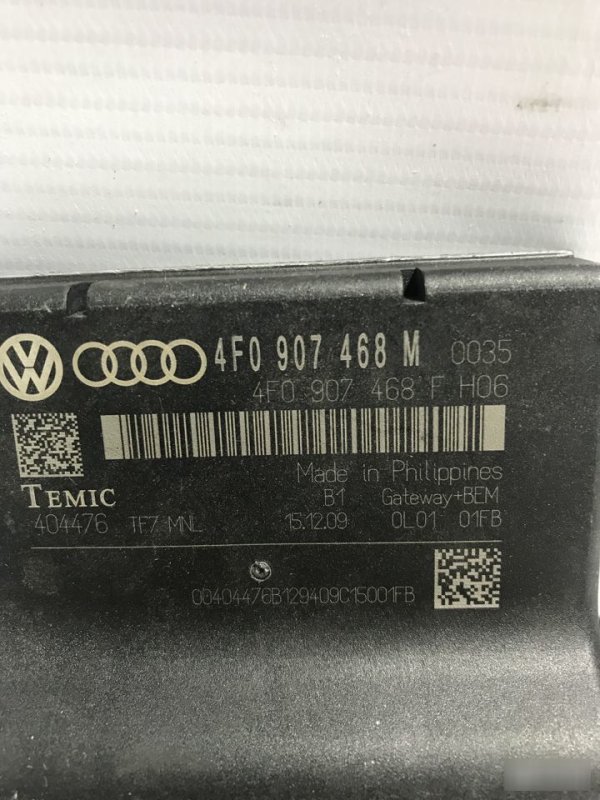 4F0 907 468 M 0035
4F0 907 468 F H06
Made in Philippines
TEMIC B1 Gateway+BEM
404476 TF7 MNL 15.12.09 0L01 01FB
00404476B129409C15001FB